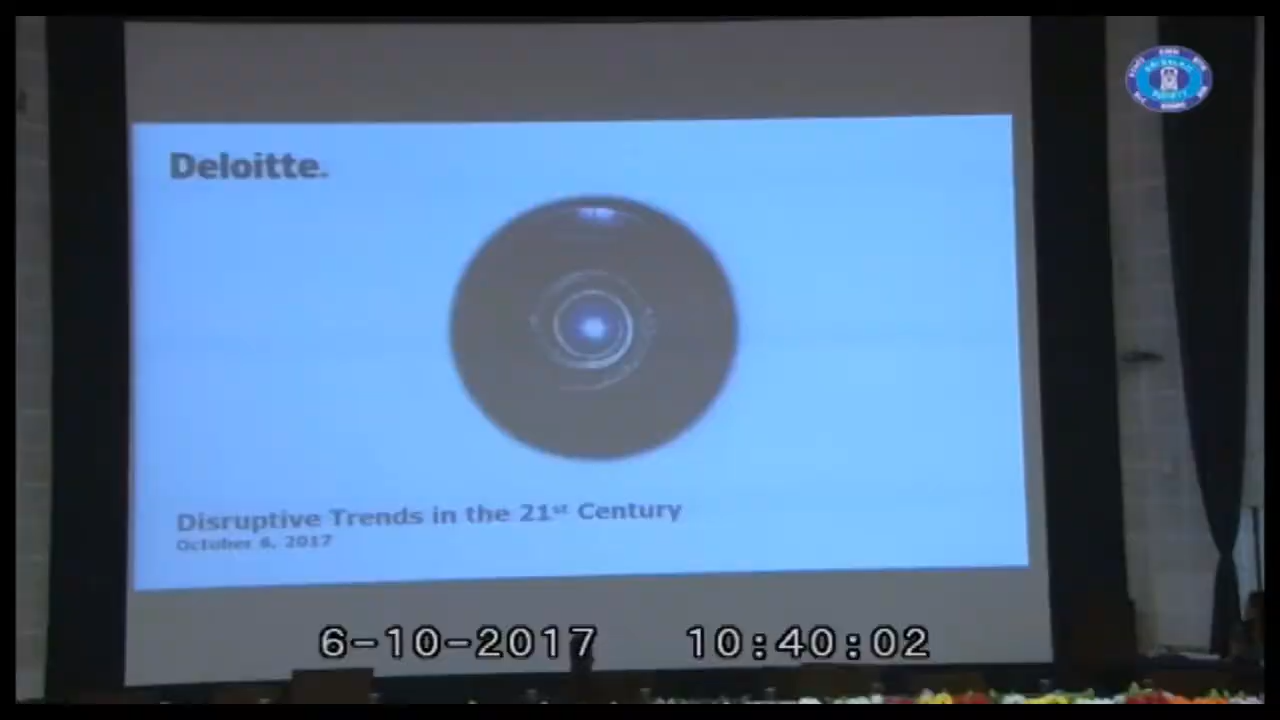 Deloitte.
Disruptive Trends in the 21st Century
October 6, 2017
6-10-2017 10:40:02